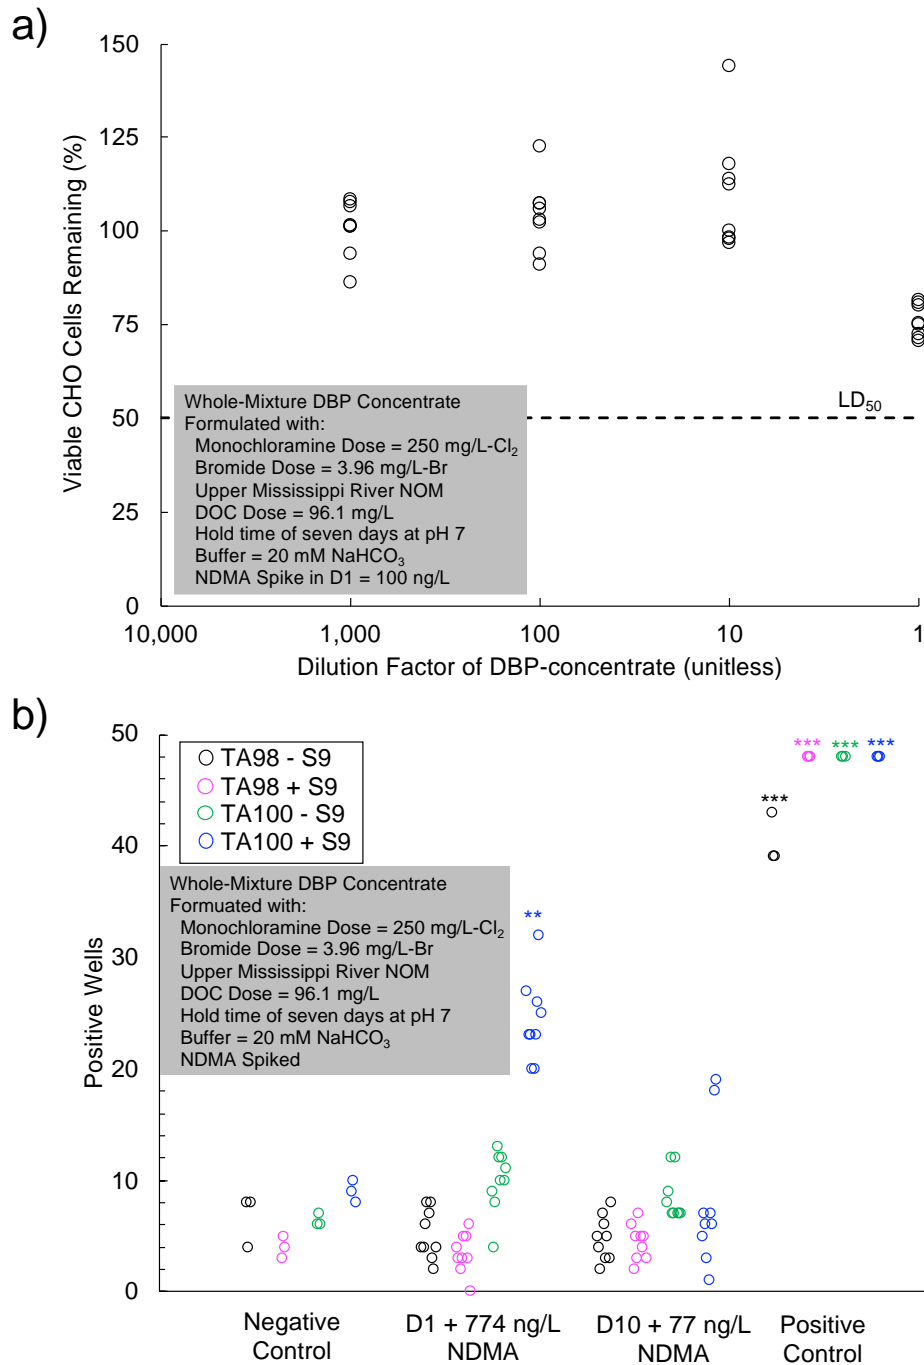 a)
150
125
100
75
50
25
0
Viable CHO Cells Remaining (%)
LD₅₀
Whole-Mixture DBP Concentrate
Formulated with:
Monochloramine Dose = 250 mg/L-Cl₂
Bromide Dose = 3.96 mg/L-Br
Upper Mississippi River NOM
DOC Dose = 96.1 mg/L
Hold time of seven days at pH 7
Buffer = 20 mM NaHCO₃
NDMA Spike in D1 = 100 ng/L
10,000 1,000 100 10 1
Dilution Factor of DBP-concentrate (unitless)
b)
50
40
30
20
10
0
Positive Wells
TA98 - S9
TA98 + S9
TA100 - S9
TA100 + S9
*** *** *** ***
**
Whole-Mixture DBP Concentrate
Formuated with:
Monochloramine Dose = 250 mg/L-Cl₂
Bromide Dose = 3.96 mg/L-Br
Upper Mississippi River NOM
DOC Dose = 96.1 mg/L
Hold time of seven days at pH 7
Buffer = 20 mM NaHCO₃
NDMA Spiked
Negative
Control
D1 + 774 ng/L
NDMA
D10 + 77 ng/L
NDMA
Positive
Control